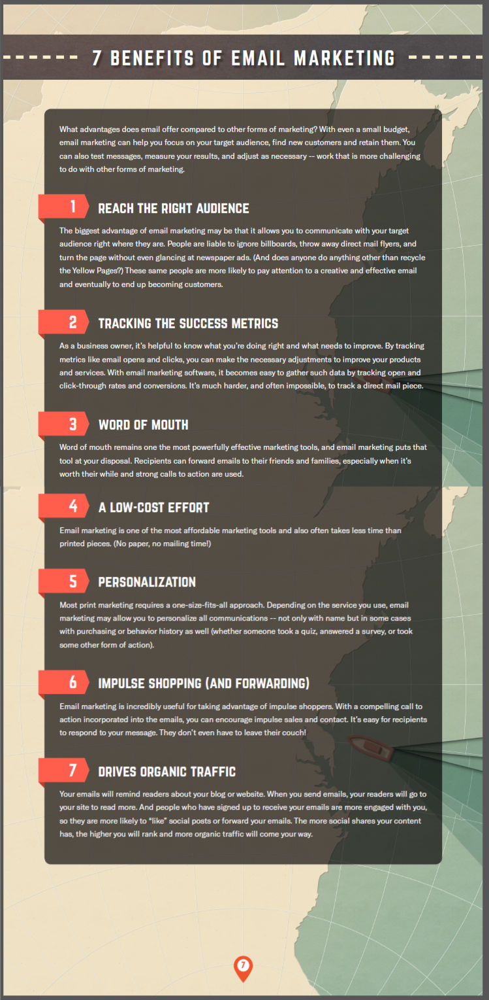 7 BENEFITS OF EMAIL MARKETING
What advantages does email offer compared to other forms of marketing? With even a small budget,
email marketing can help you focus on your target audience, find new customers and retain them. You
can also test messages, measure your results, and adjust as necessary -- work that is more challenging
to do with other forms of marketing.
1 REACH THE RIGHT AUDIENCE
The biggest advantage of email marketing may be that it allows you to communicate with your target
audience right where they are. People are liable to ignore billboards, throw away direct mail flyers, and
turn the page without even glancing at newspaper ads. (And does anyone do anything other than recycle
the Yellow Pages?) These same people are more likely to pay attention to a creative and effective email
and eventually to end up becoming customers.
2 TRACKING THE SUCCESS METRICS
As a business owner, it's helpful to know what you're doing right and what needs to improve. By tracking
metrics like email opens and clicks, you can make the necessary adjustments to improve your products
and services. With email marketing software, it becomes easy to gather such data by tracking open and
click-through rates and conversions. It's much harder, and often impossible, to track a direct mail piece.
3 WORD OF MOUTH
Word of mouth remains one the most powerfully effective marketing tools, and email marketing puts that
tool at your disposal. Recipients can forward emails to their friends and families, especially when it's
worth their while and strong calls to action are used.
4 A LOW-COST EFFORT
Email marketing is one of the most affordable marketing tools and also often takes less time than
printed pieces. (No paper, no mailing time!)
5 PERSONALIZATION
Most print marketing requires a one-size-fits-all approach. Depending on the service you use, email
marketing may allow you to personalize all communications -- not only with name but in some cases
with purchasing or behavior history as well (whether someone took a quiz, answered a survey, or took
some other form of action).
6 IMPULSE SHOPPING (AND FORWARDING)
Email marketing is incredibly useful for taking advantage of impulse shoppers. With a compelling call to
action incorporated into the emails, you can encourage impulse sales and contact. It's easy for recipients
to respond to your message. They don't even have to leave their couch!
7 DRIVES ORGANIC TRAFFIC
Your emails will remind readers about your blog or website. When you send emails, your readers will go to
your site to read more. And people who have signed up to receive your emails are more engaged with you,
so they are more likely to "like" social posts or forward your emails. The more social shares your content
has, the higher you will rank and more organic traffic will come your way.
7